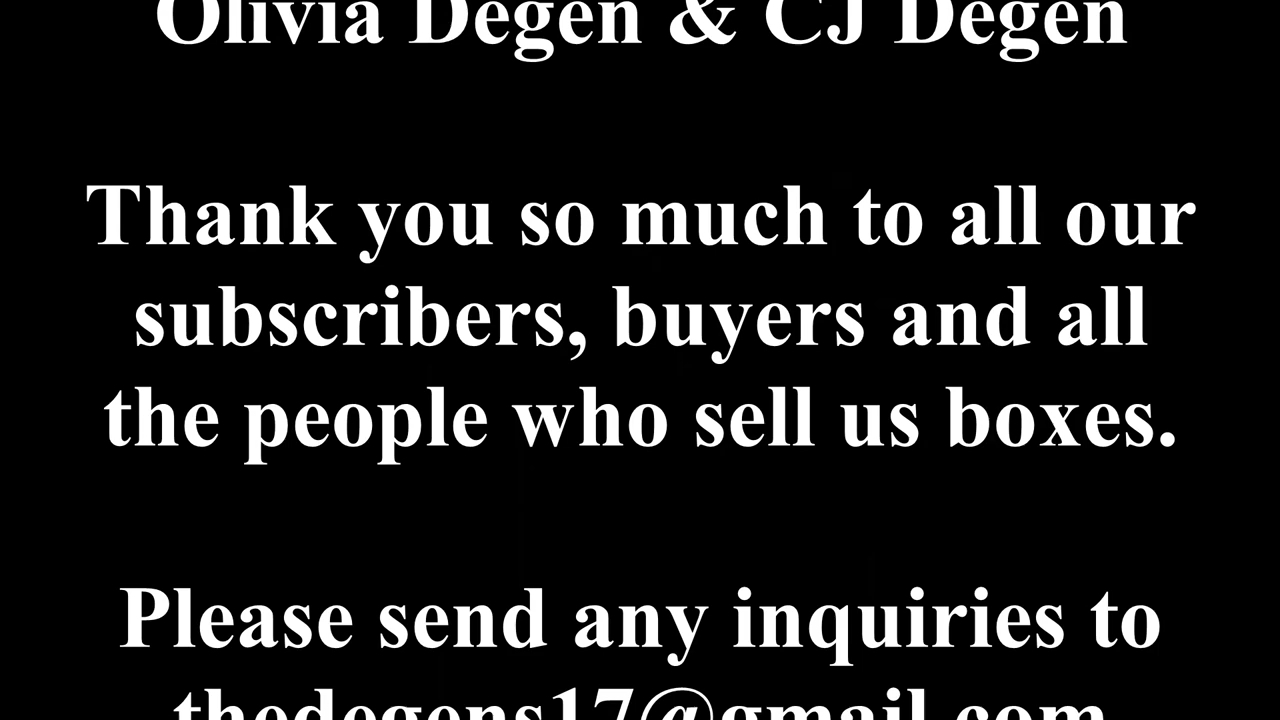 Olivia Degen & CJ Degen
Thank you so much to all our
subscribers, buyers and all
the people who sell us boxes.
Please send any inquiries to
thedegens17@gmail.com